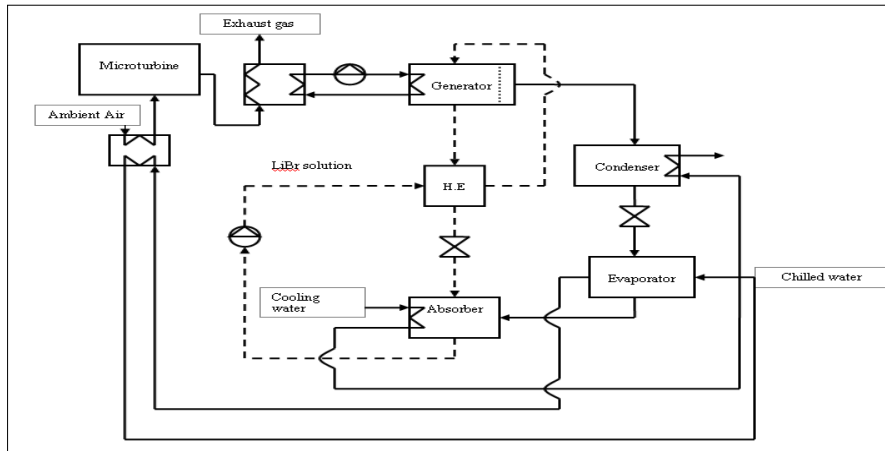 Exhaust gas
Microturbine
Generator
Ambient Air
LiBr solution
H.E
Condenser
Evaporator
Chilled water
Cooling
water
Absorber